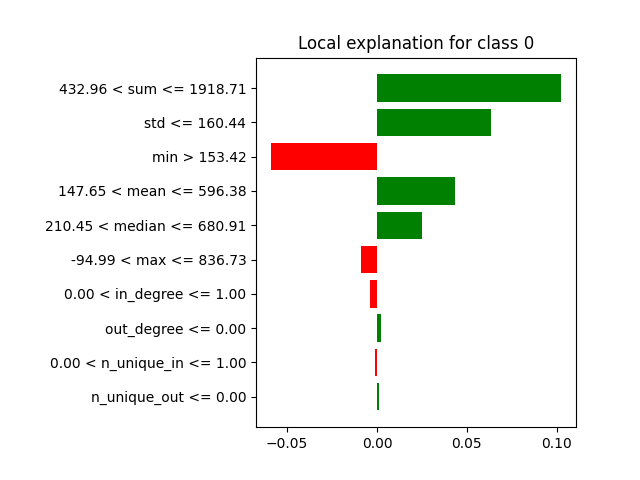 Local explanation for class 0
432.96 < sum <= 1918.71
std <= 160.44
min > 153.42
147.65 < mean <= 596.38
210.45 < median <= 680.91
-94.99 < max <= 836.73
0.00 < in_degree <= 1.00
out_degree <= 0.00
0.00 < n_unique_in <= 1.00
n_unique_out <= 0.00
−0.05 0.00 0.05 0.10